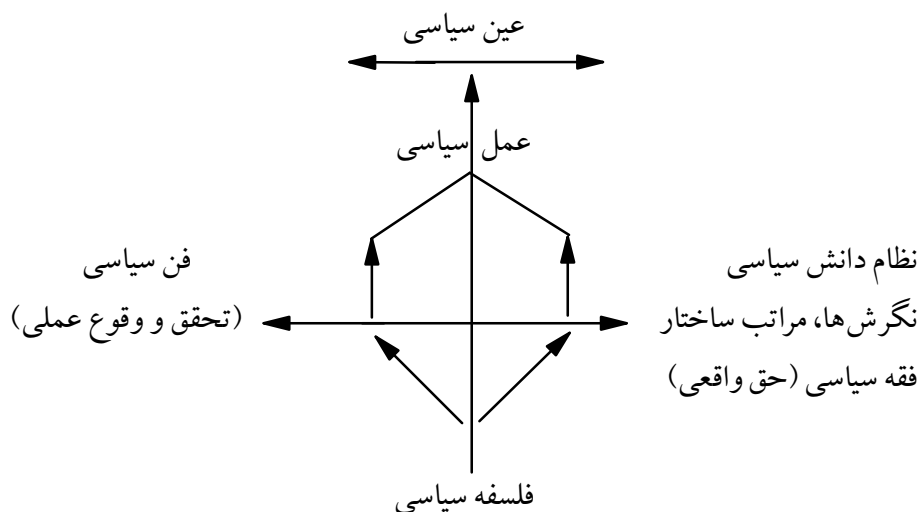 عین سیاسی
عمل سیاسی
نظام دانش سیاسی
نگرش‌ها، مراتب ساختار
فقه سیاسی (حق واقعی)
فن سیاسی
(تحقق و وقوع عملی)
فلسفه سیاسی